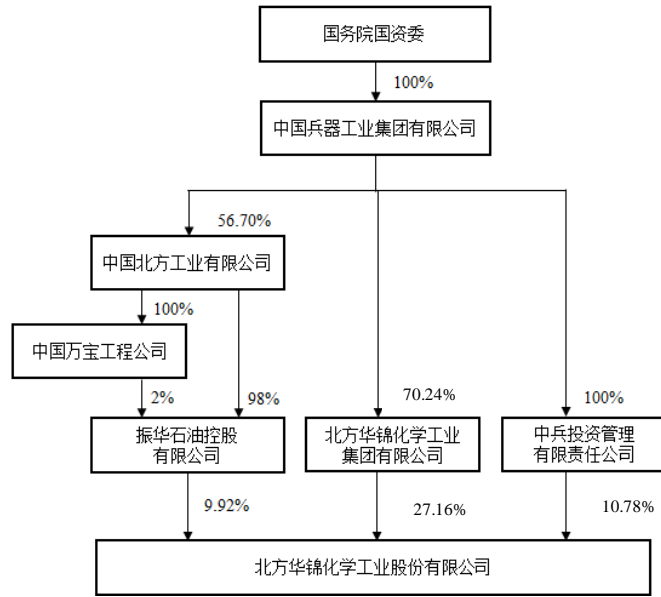 国务院国资委
100%
中国兵器工业集团有限公司
56.70%
中国北方工业有限公司
100%
中国万宝工程公司
2%
98%
70.24%
100%
振华石油控股
有限公司
北方华锦化学工业
集团有限公司
中兵投资管理
有限责任公司
9.92%
27.16%
10.78%
北方华锦化学工业股份有限公司